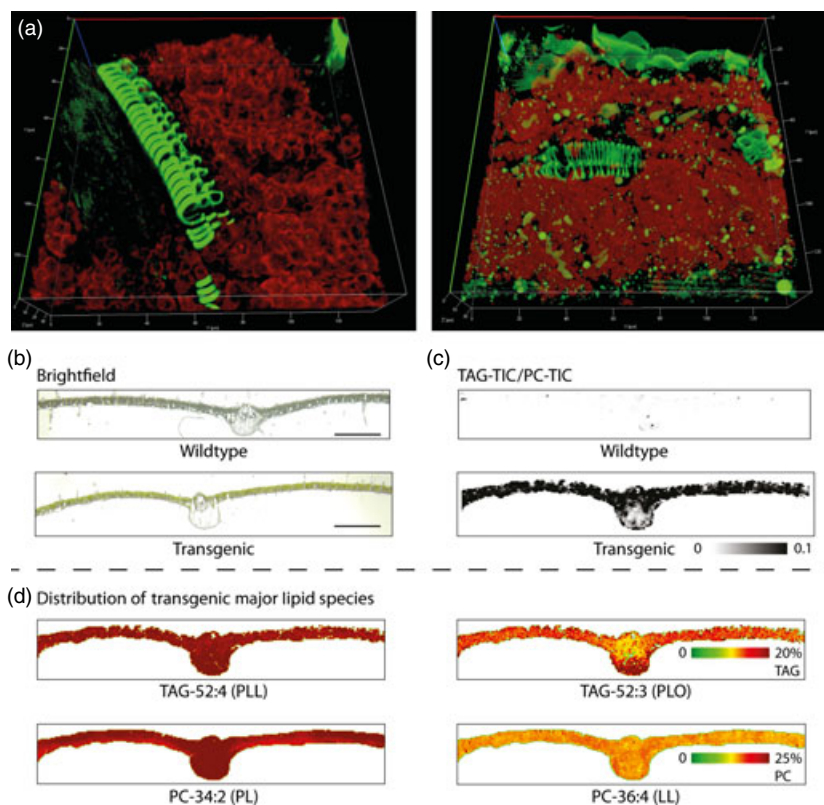 (a)
(b)
Brightfield
Wildtype
Transgenic
(c)
TAG-TIC/PC-TIC
Wildtype
Transgenic
0
0.1
(d)
Distribution of transgenic major lipid species
TAG-52:4 (PLL)
0
20%
TAG
TAG-52:3 (PLO)
PC-34:2 (PL)
0
25%
PC
PC-36:4 (LL)